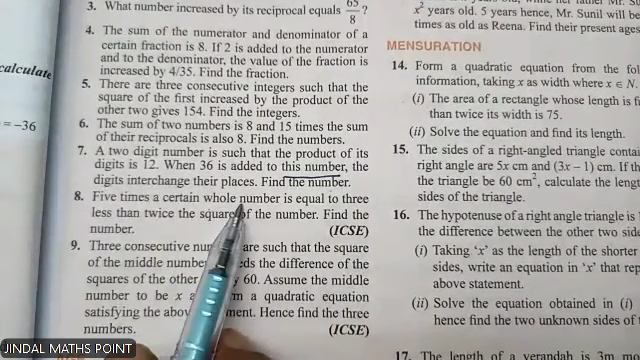 3. What number increased by its reciprocal equals 65/8?
4. The sum of the numerator and denominator of a
certain fraction is 8. If 2 is added to the numerator
and to the denominator, the value of the fraction is
increased by 4/35. Find the fraction.
5. There are three consecutive integers such that the
square of the first increased by the product of the
other two gives 154. Find the integers.
6. The sum of two numbers is 8 and 15 times the sum
of their reciprocals is also 8. Find the numbers.
7. A two digit number is such that the product of its
digits is 12. When 36 is added to this number, the
digits interchange their places. Find the number.
8. Five times a certain whole number is equal to three
less than twice the square of the number. Find the
number. (ICSE)
9. Three consecutive are such that the square
of the middle the difference of the
squares of the other 60. Assume the middle
number to be x a quadratic equation
satisfying the Hence find the three
numbers. (ICSE)
calculate
= –36
x² years old. 5 years hence, Mr. Sunil will
times as old as Reena. Find their present ages
MENSURATION
14. Form a quadratic equation from the
information, taking x as width where x ∈ N.
(i) The area of a rectangle whose length is
than twice its width is 75.
(ii) Solve the equation and find its length.
15. The sides of a right-angled triangle
right angle are 5x cm and (3x – 1) cm. If
the triangle be 60 cm², calculate the
sides of the triangle.
16. The hypotenuse of a right angle triangle is
the difference between the other two
(i) Taking 'x' as the length of the shorter
sides, write an equation in 'x' that
above statement.
(ii) Solve the equation obtained in (i)
hence find the two unknown sides of
17. The length of a verandah is 3m
JINDAL MATHS POINT